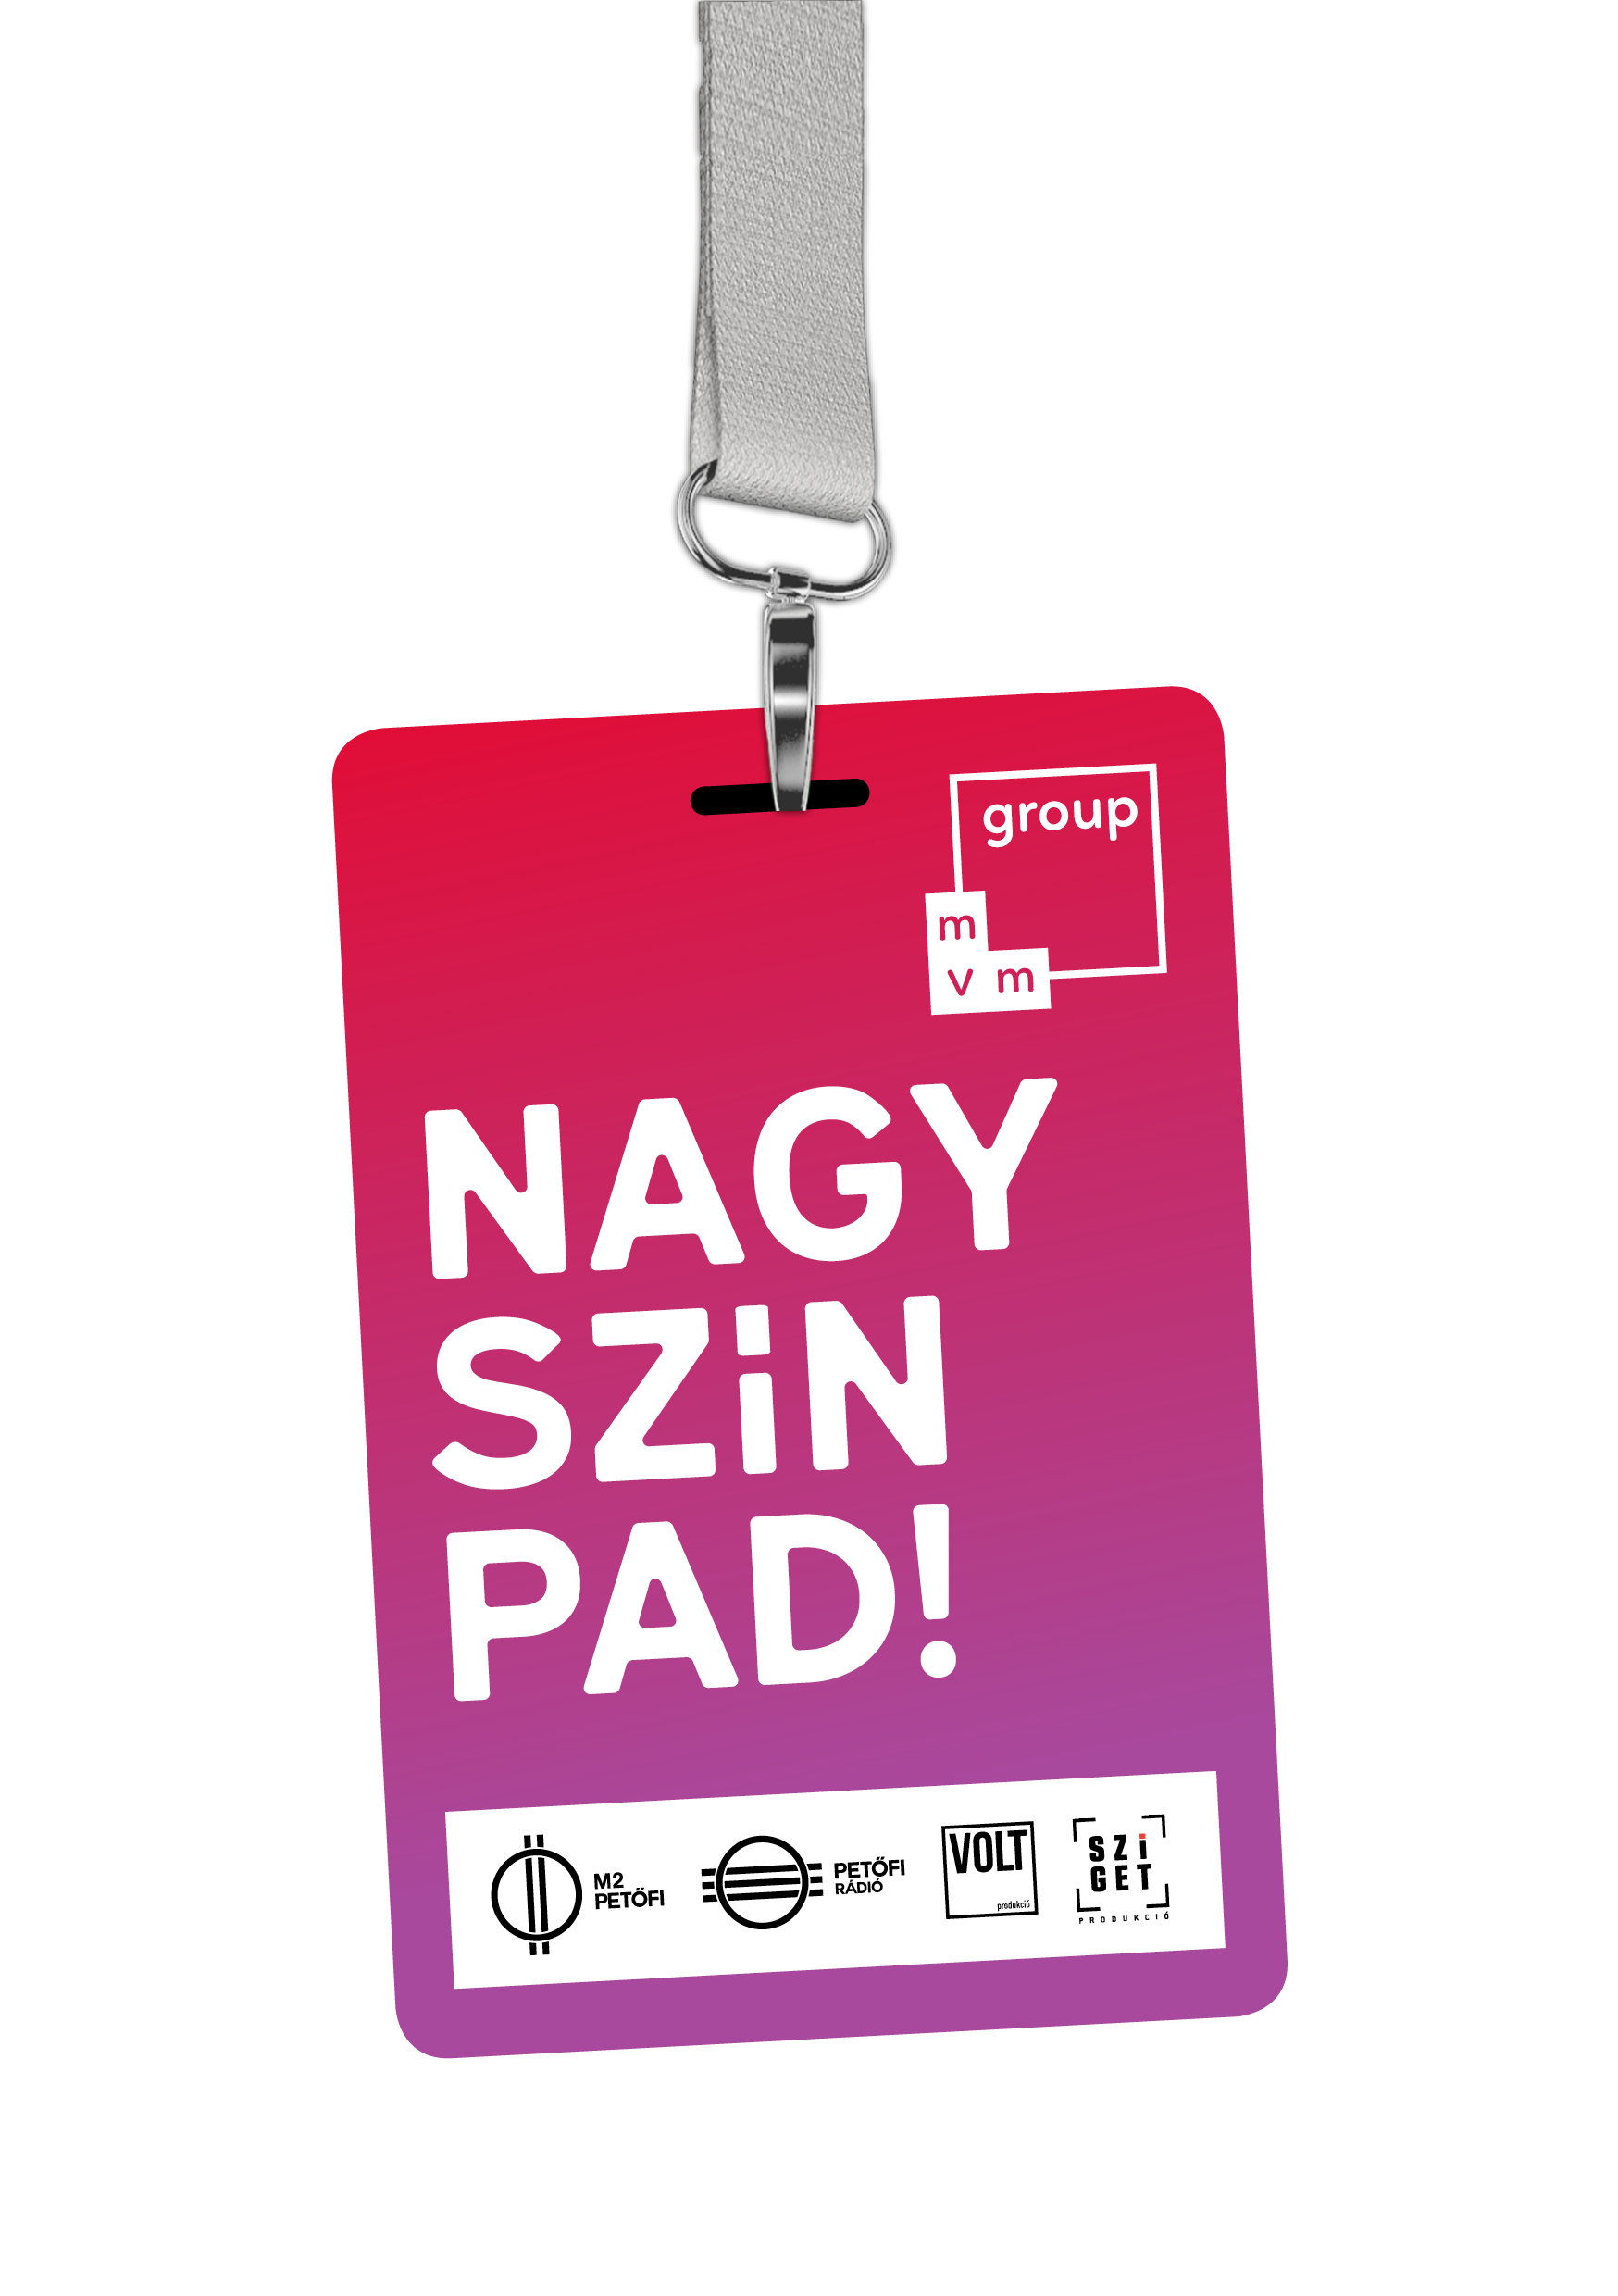 group
m
v m
NAGY
SZiN
PAD!
M2
PETŐFI
PETŐFI
RÁDIÓ
VOLT
produkció
SZi
GET
PRODUKCIÓ